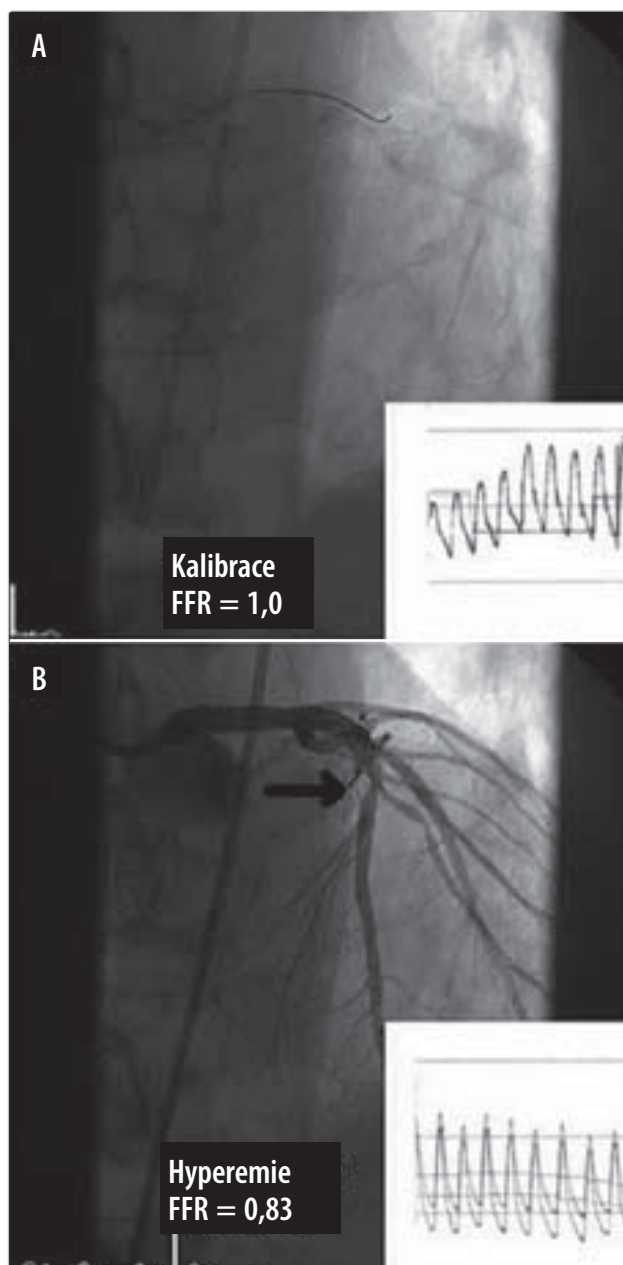 A
Kalibrace
FFR = 1,0
B
Hyperemie
FFR = 0,83